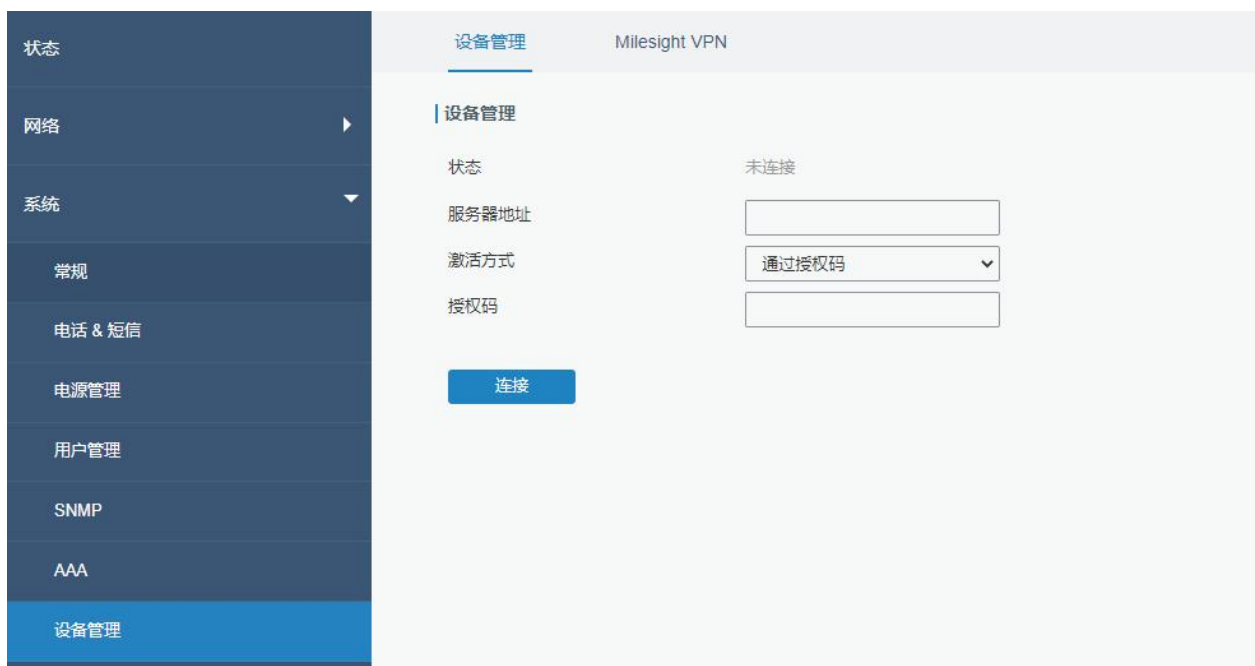 状态
网络
系统
常规
电话 & 短信
电源管理
用户管理
SNMP
AAA
设备管理
设备管理 Milesight VPN
设备管理
状态 未连接
服务器地址
激活方式 通过授权码
授权码
连接